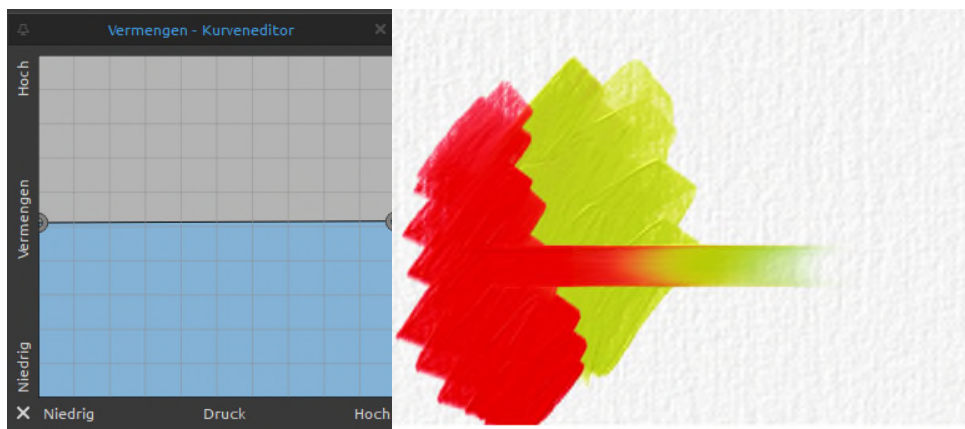 Vermengen - Kurveneditor
Hoch
Vermengen
Niedrig
Niedrig Druck Hoch